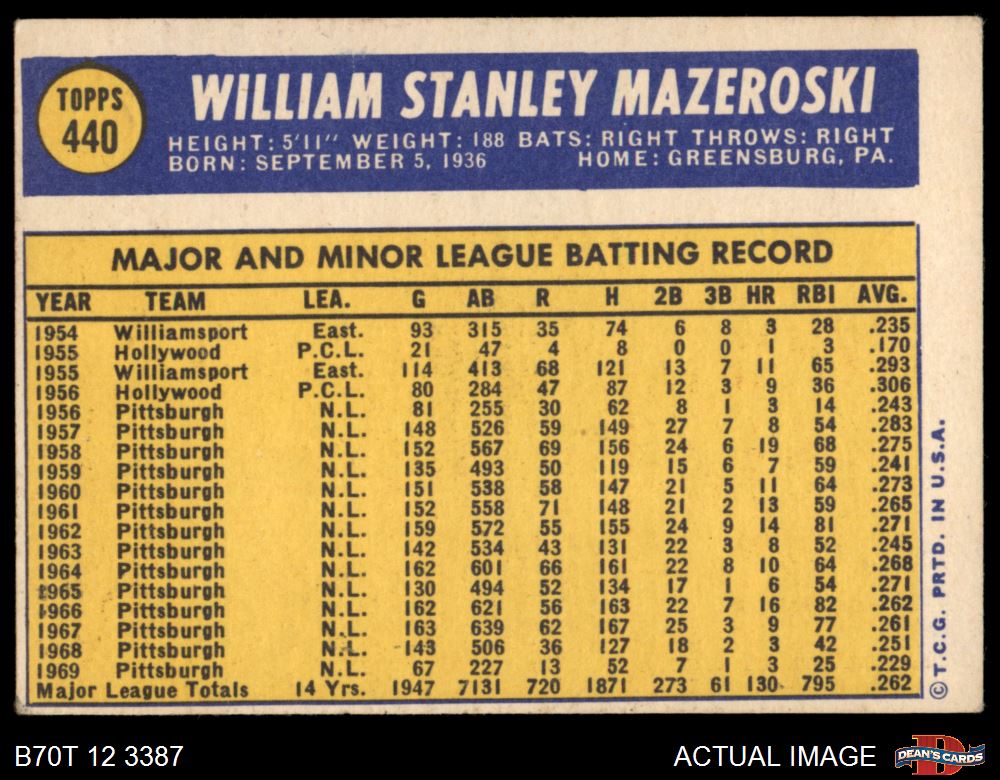 TOPPS
440
WILLIAM STANLEY MAZEROSKI
HEIGHT: 5'11" WEIGHT: 188 BATS: RIGHT THROWS: RIGHT
BORN: SEPTEMBER 5, 1936 HOME: GREENSBURG, PA.
MAJOR AND MINOR LEAGUE BATTING RECORD
YEAR TEAM LEA. G AB R H 2B 3B HR RBI AVG.
1954 Williamsport East. 93 315 35 74 6 8 3 28 .235
1955 Hollywood P.C.L. 21 47 4 8 0 0 1 3 .170
1955 Williamsport East. 114 413 68 121 13 7 11 65 .293
1956 Hollywood P.C.L. 80 284 47 87 12 3 9 36 .306
1956 Pittsburgh N.L. 81 255 30 62 8 1 3 14 .243
1957 Pittsburgh N.L. 148 526 59 149 27 7 8 54 .283
1958 Pittsburgh N.L. 152 567 69 156 24 6 19 68 .275
1959 Pittsburgh N.L. 135 493 50 119 15 6 7 59 .241
1960 Pittsburgh N.L. 151 538 58 147 21 5 11 64 .273
1961 Pittsburgh N.L. 152 558 71 148 21 2 13 59 .265
1962 Pittsburgh N.L. 159 572 55 155 24 9 14 81 .271
1963 Pittsburgh N.L. 142 534 43 131 22 3 8 52 .245
1964 Pittsburgh N.L. 162 601 66 161 22 8 10 64 .268
1965 Pittsburgh N.L. 130 494 52 134 17 1 6 54 .271
1966 Pittsburgh N.L. 162 621 56 163 22 7 16 82 .262
1967 Pittsburgh N.L. 163 639 62 167 25 3 9 77 .261
1968 Pittsburgh N.L. 143 506 36 127 18 2 3 42 .251
1969 Pittsburgh N.L. 67 227 13 52 7 1 3 25 .229
Major League Totals 14 Yrs. 1947 7131 720 1871 273 61 130 795 .262
© T.C.G. PRTD. IN U.S.A.
B70T 12 3387
ACTUAL IMAGE
DEAN'S CARDS